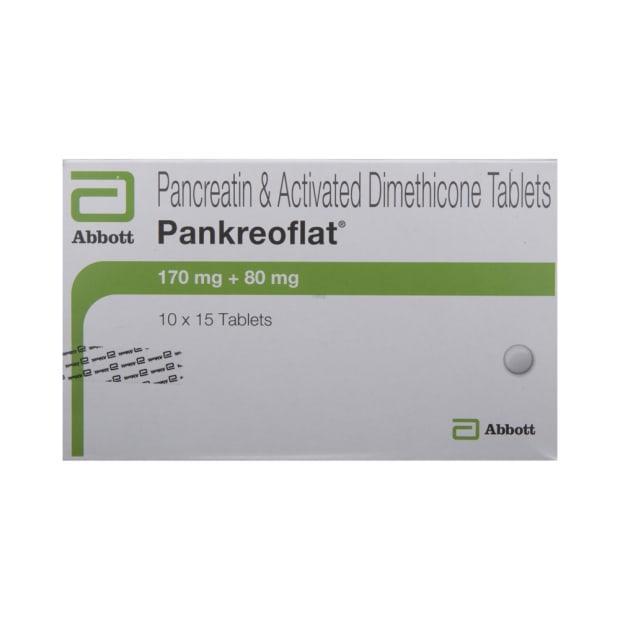 Pancreatin & Activated Dimethicone Tablets
Abbott
Pankreoflat®
170 mg + 80 mg
10 x 15 Tablets
Abbott